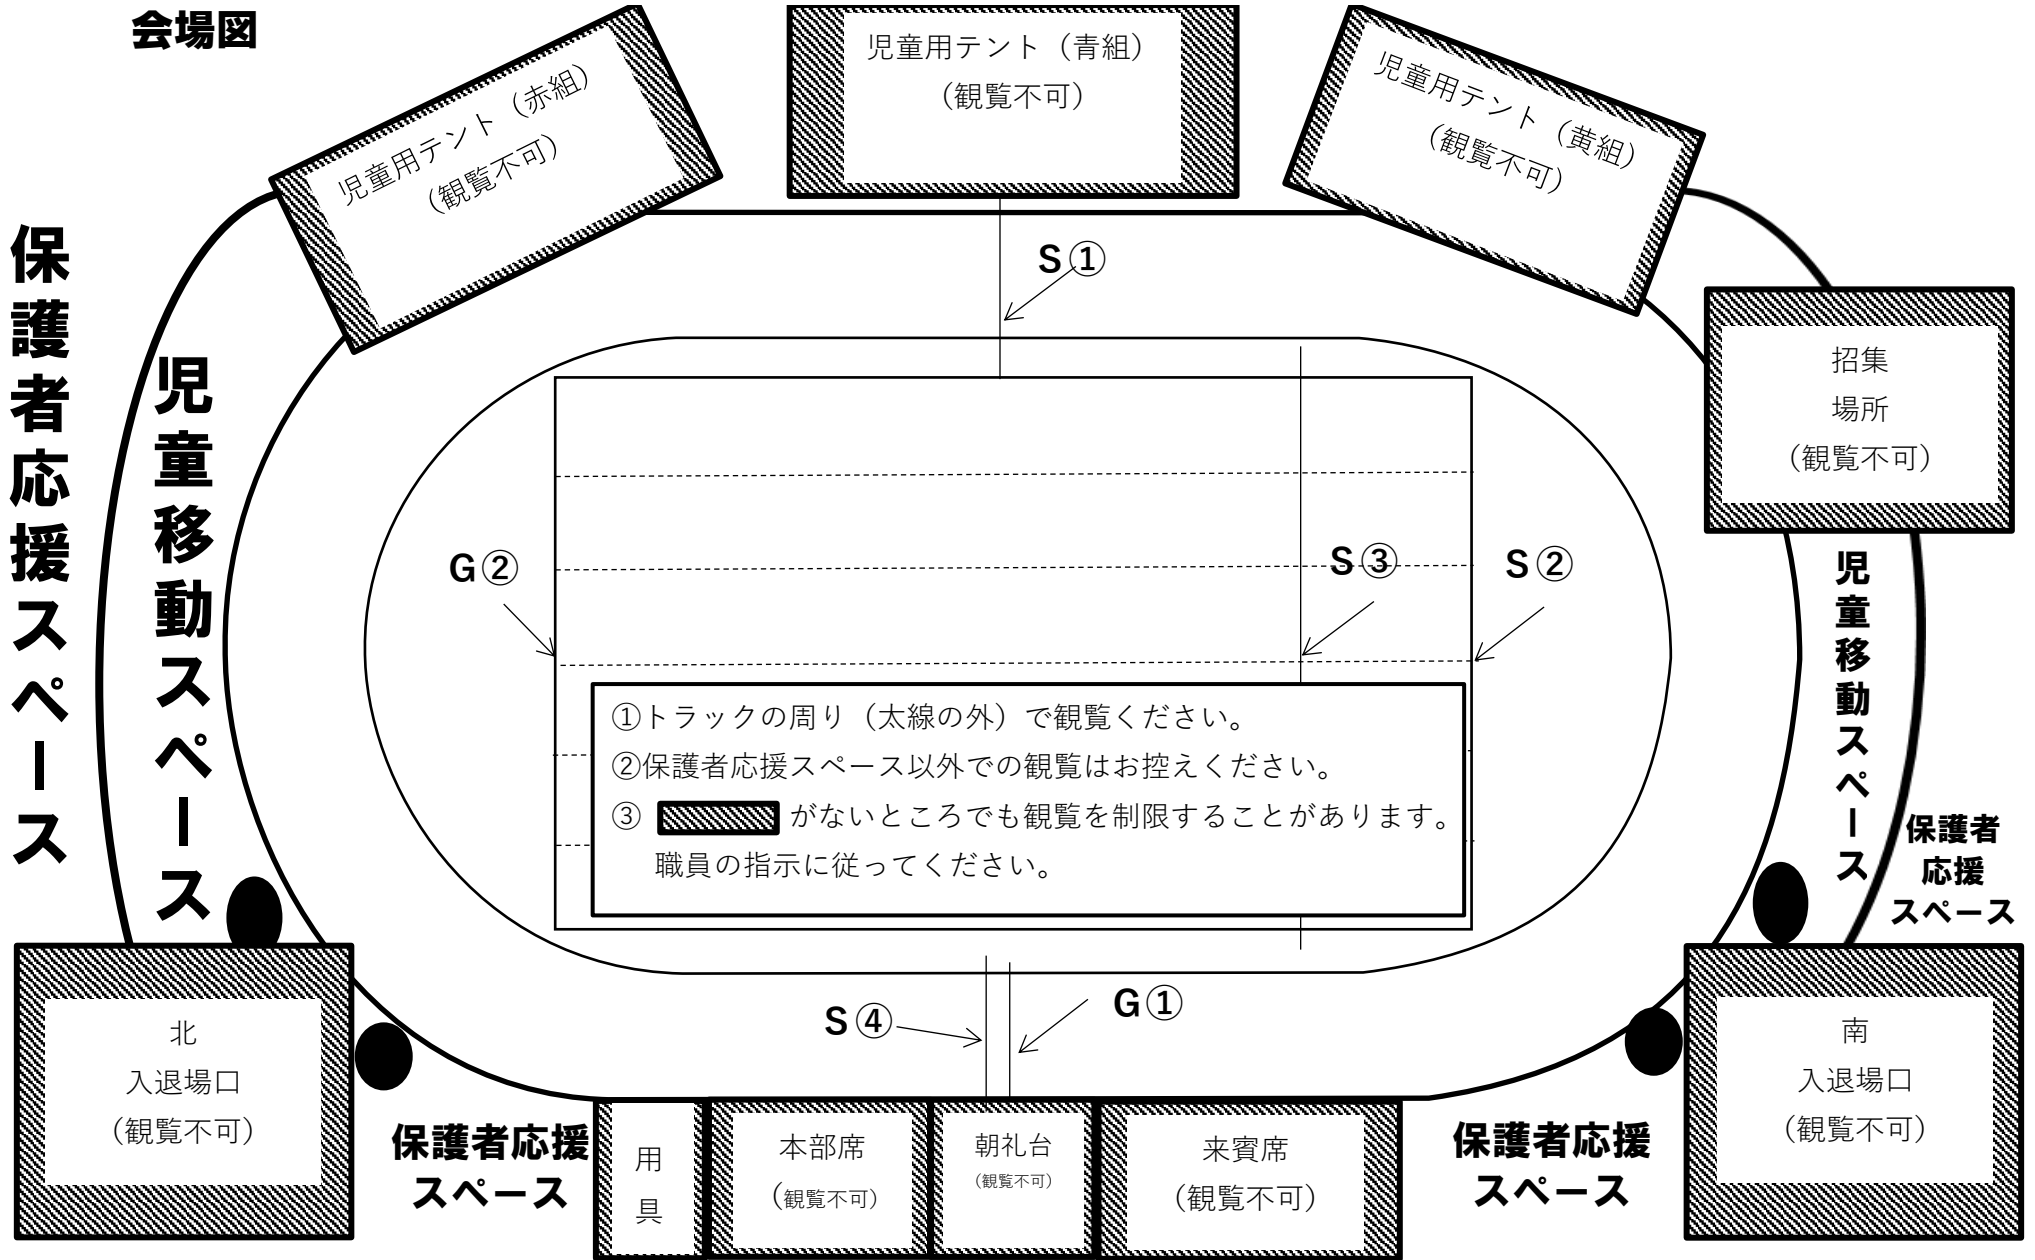 会場図
児童用テント（赤組）
（観覧不可）
児童用テント（青組）
（観覧不可）
児童用テント（黄組）
（観覧不可）
保護者応援スペース
児童移動スペース
S①
招集
場所
（観覧不可）
G②
S③
S②
児童移動スペース
①トラックの周り（太線の外）で観覧ください。
②保護者応援スペース以外での観覧はお控えください。
③ がないところでも観覧を制限することがあります。
職員の指示に従ってください。
保護者
応援
スペース
S④
G①
北
入退場口
（観覧不可）
南
入退場口
（観覧不可）
保護者応援
スペース
用
具
本部席
（観覧不可）
朝礼台
（観覧不可）
来賓席
（観覧不可）
保護者応援
スペース